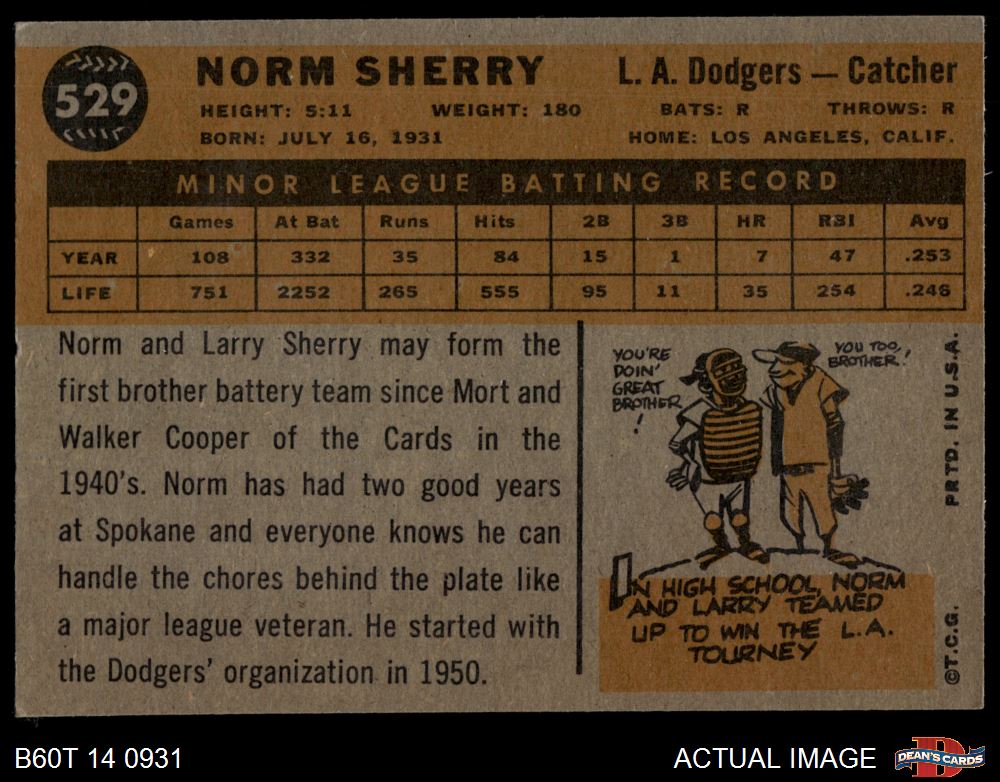 529
NORM SHERRY
L. A. Dodgers — Catcher
HEIGHT: 5:11 WEIGHT: 180 BATS: R THROWS: R
BORN: JULY 16, 1931 HOME: LOS ANGELES, CALIF.
MINOR LEAGUE BATTING RECORD
Games At Bat Runs Hits 2B 3B HR RBI Avg
YEAR 108 332 35 84 15 1 7 47 .253
LIFE 751 2252 265 555 95 11 35 254 .246
Norm and Larry Sherry may form the
first brother battery team since Mort and
Walker Cooper of the Cards in the
1940's. Norm has had two good years
at Spokane and everyone knows he can
handle the chores behind the plate like
a major league veteran. He started with
the Dodgers' organization in 1950.
YOU'RE
DOIN'
GREAT
BROTHER
!
YOU TOO,
BROTHER!
IN HIGH SCHOOL, NORM
AND LARRY TEAMED
UP TO WIN THE L.A.
TOURNEY
©T.C.G. PRTD. IN U.S.A.
B60T 14 0931
ACTUAL IMAGE
D
DEAN'S CARDS